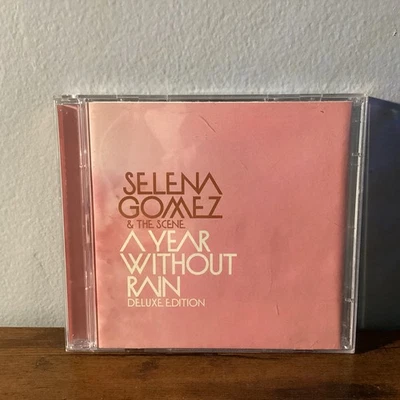 SELENA
GOMEZ
& THE SCENE
A YEAR
WITHOUT
RAIN
DELUXE EDITION